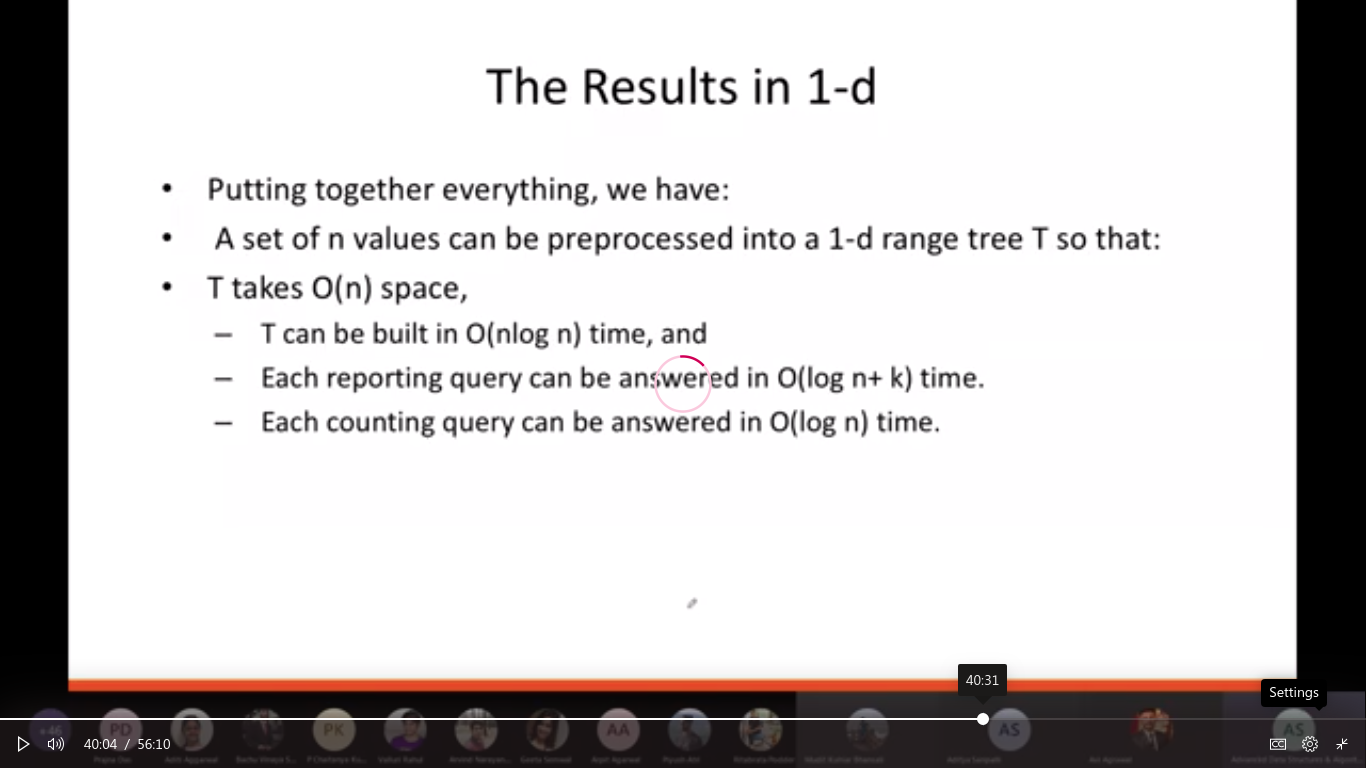 The Results in 1-d
• Putting together everything, we have:
• A set of n values can be preprocessed into a 1-d range tree T so that:
• T takes O(n) space,
– T can be built in O(nlog n) time, and
– Each reporting query can be answered in O(log n+ k) time.
– Each counting query can be answered in O(log n) time.
40:31
Settings
+46
PD
PK
AA
AS
AS
40:04 / 56:10
CC